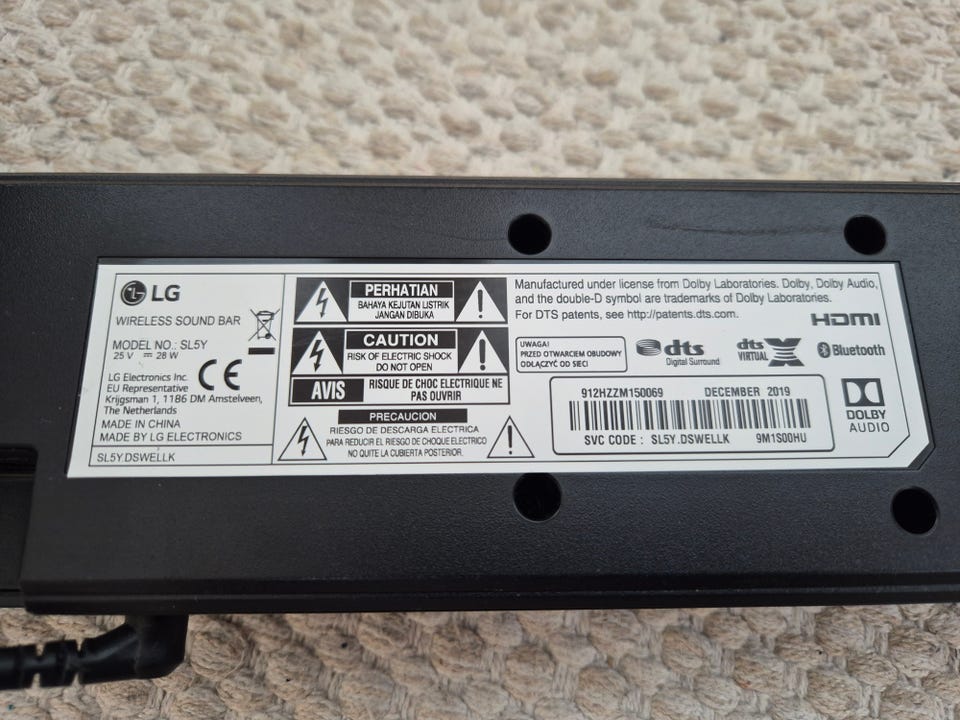 LG
WIRELESS SOUND BAR
MODEL NO.: SL5Y
25 V ⎓ 28 W
LG Electronics Inc.
EU Representative
Krijgsman 1, 1186 DM Amstelveen,
The Netherlands
CE
MADE IN CHINA
MADE BY LG ELECTRONICS
SL5Y.DSWELLK
PERHATIAN
BAHAYA KEJUTAN LISTRIK
JANGAN DIBUKA
CAUTION
RISK OF ELECTRIC SHOCK
DO NOT OPEN
AVIS
RISQUE DE CHOC ELECTRIQUE NE
PAS OUVRIR
PRECAUCION
RIESGO DE DESCARGA ELECTRICA
PARA REDUCIR EL RIESGO DE CHOQUE ELECTRICO
NO QUITE LA CUBIERTA POSTERIOR.
Manufactured under license from Dolby Laboratories. Dolby, Dolby Audio,
and the double-D symbol are trademarks of Dolby Laboratories.
For DTS patents, see http://patents.dts.com.
HDMI
UWAGA!
PRZED OTWARCIEM OBUDOWY
ODŁĄCZYĆ OD SIECI
dts
Digital Surround
dts
VIRTUAL X
Bluetooth
912HZZM150069 DECEMBER 2019
SVC CODE : SL5Y.DSWELLK 9M1S00HU
DOLBY
AUDIO